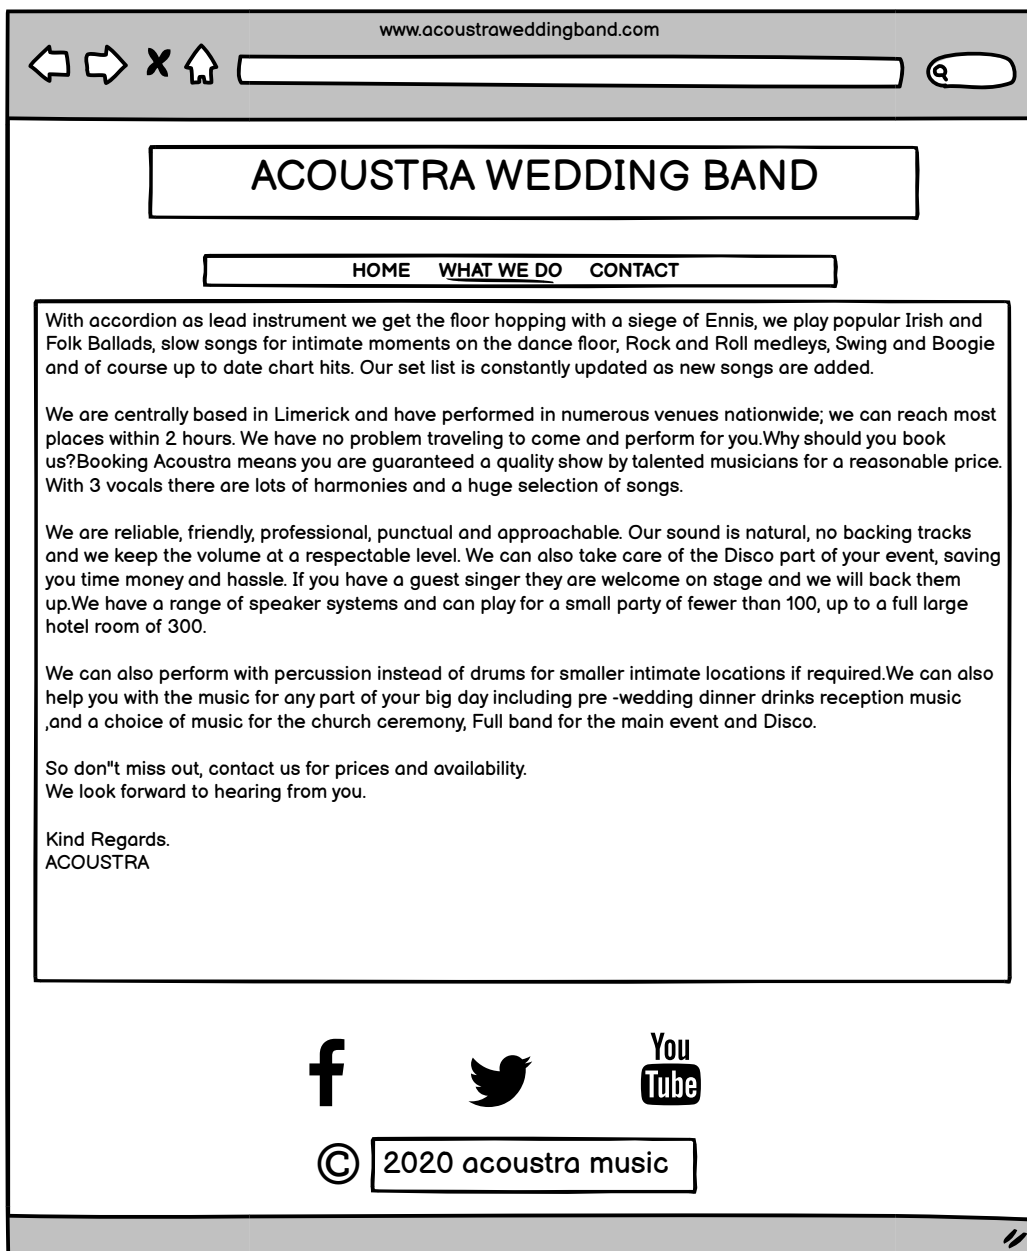 www.acoustraweddingband.com
ACOUSTRA WEDDING BAND
HOME WHAT WE DO CONTACT
With accordion as lead instrument we get the floor hopping with a siege of Ennis, we play popular Irish and
Folk Ballads, slow songs for intimate moments on the dance floor, Rock and Roll medleys, Swing and Boogie
and of course up to date chart hits. Our set list is constantly updated as new songs are added.
We are centrally based in Limerick and have performed in numerous venues nationwide; we can reach most
places within 2 hours. We have no problem traveling to come and perform for you.Why should you book
us?Booking Acoustra means you are guaranteed a quality show by talented musicians for a reasonable price.
With 3 vocals there are lots of harmonies and a huge selection of songs.
We are reliable, friendly, professional, punctual and approachable. Our sound is natural, no backing tracks
and we keep the volume at a respectable level. We can also take care of the Disco part of your event, saving
you time money and hassle. If you have a guest singer they are welcome on stage and we will back them
up.We have a range of speaker systems and can play for a small party of fewer than 100, up to a full large
hotel room of 300.
We can also perform with percussion instead of drums for smaller intimate locations if required.We can also
help you with the music for any part of your big day including pre -wedding dinner drinks reception music
,and a choice of music for the church ceremony, Full band for the main event and Disco.
So don"t miss out, contact us for prices and availability.
We look forward to hearing from you.
Kind Regards.
ACOUSTRA
You
Tube
© 2020 acoustra music